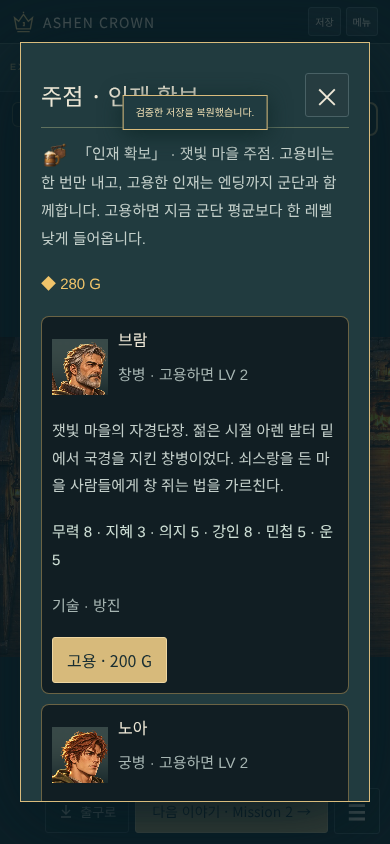 ASHEN CROWN
저장
메뉴
주점 · 인재 확보
검증한 저장을 복원했습니다.
「인재 확보」 · 잿빛 마을 주점. 고용비는
한 번만 내고, 고용한 인재는 엔딩까지 군단과 함
께합니다. 고용하면 지금 군단 평균보다 한 레벨
낮게 들어옵니다.
◆ 280 G
브람
창병 · 고용하면 LV 2
잿빛 마을의 자경단장. 젊은 시절 아렌 발터 밑
에서 국경을 지킨 창병이었다. 쇠스랑을 든 마
을 사람들에게 창 쥐는 법을 가르친다.
무력 8 · 지혜 3 · 의지 5 · 강인 8 · 민첩 5 · 운
5
기술 · 방진
고용 · 200 G
노아
궁병 · 고용하면 LV 2
출구로
다음 이야기 · Mission 2 →